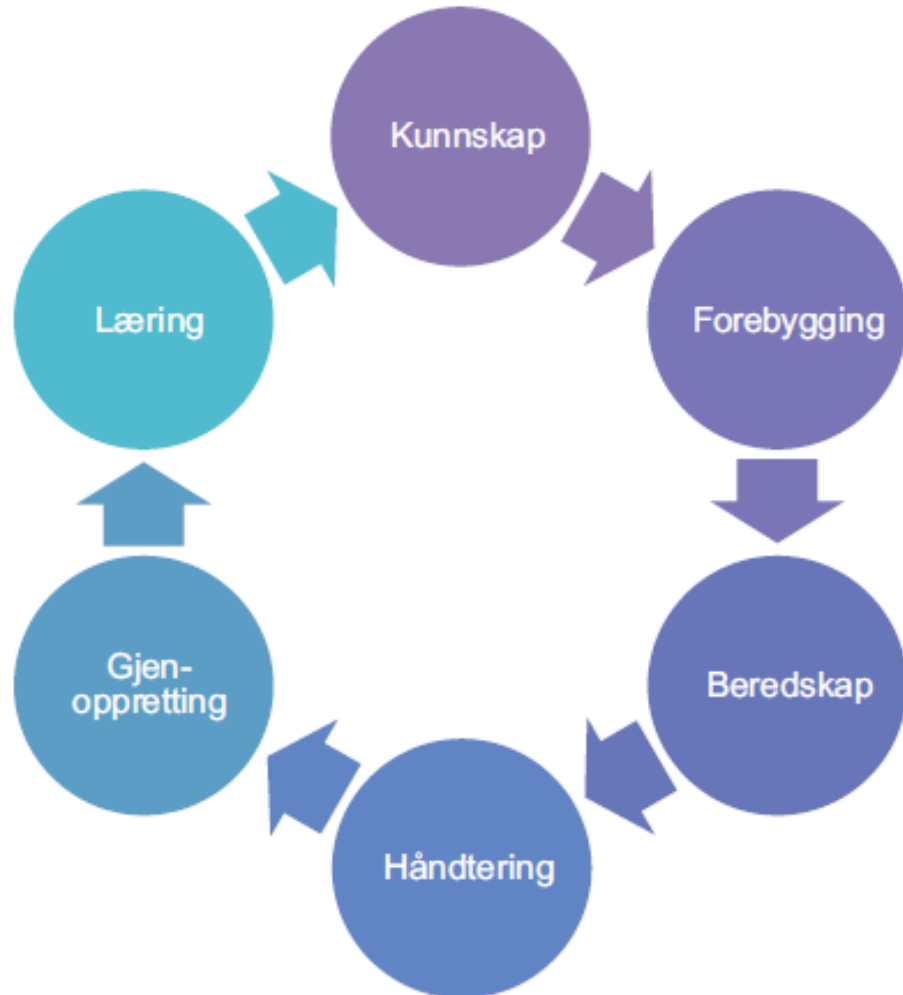 Kunnskap
Forebygging
Beredskap
Håndtering
Gjen-
oppretting
Læring